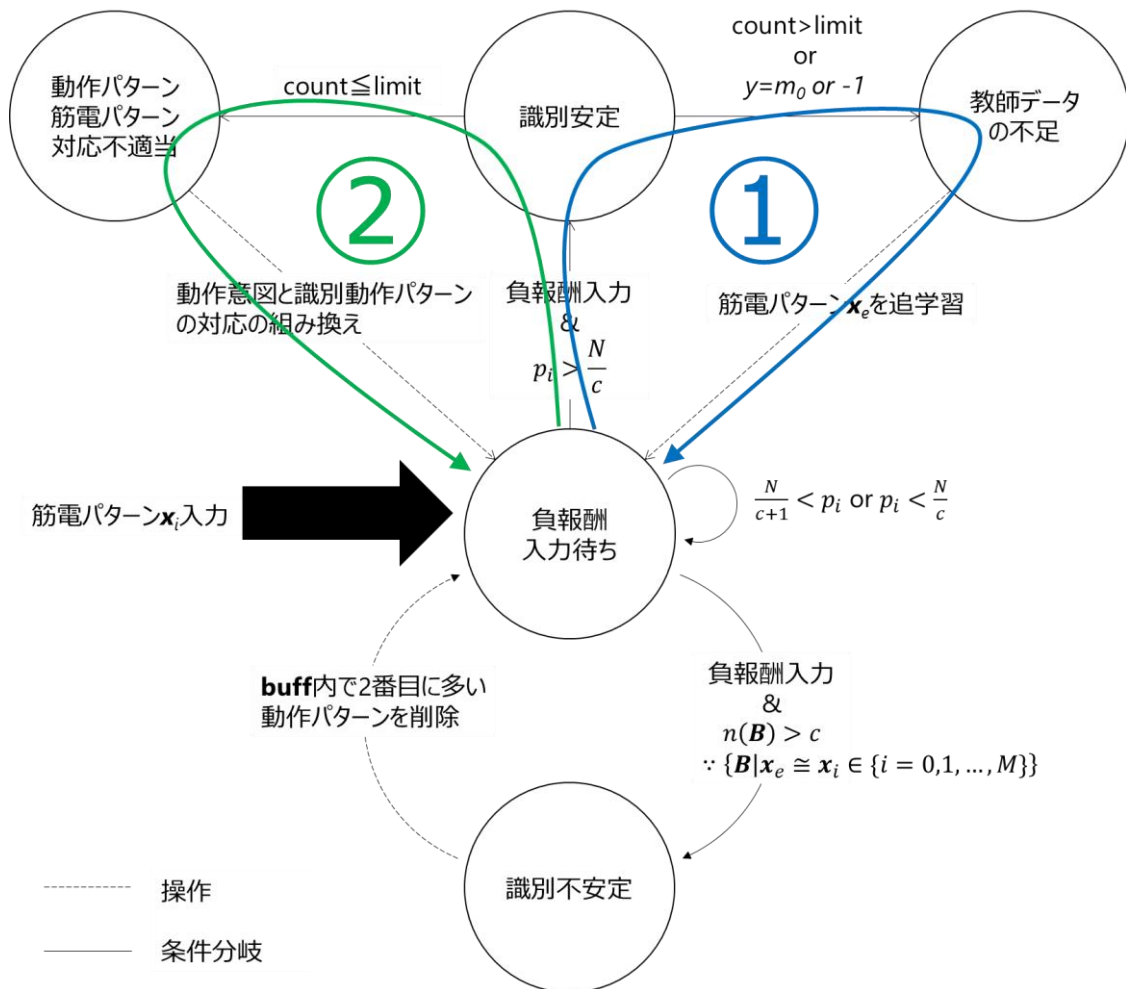 動作パターン
筋電パターン
対応不適当
count≦limit
識別安定
count>limit
or
y=m₀ or -1
教師データ
の不足
②
①
動作意図と識別動作パターン
の対応の組み換え
負報酬入力
&
p_i > N/c
筋電パターンx_eを追学習
筋電パターンx_i入力
負報酬
入力待ち
N/(c+1) < p_i or p_i < N/c
buff内で2番目に多い
動作パターンを削除
負報酬入力
&
n(B) > c
∵ {B|x_e ≅ x_i ∈ {i = 0,1, … , M}}
識別不安定
操作
条件分岐